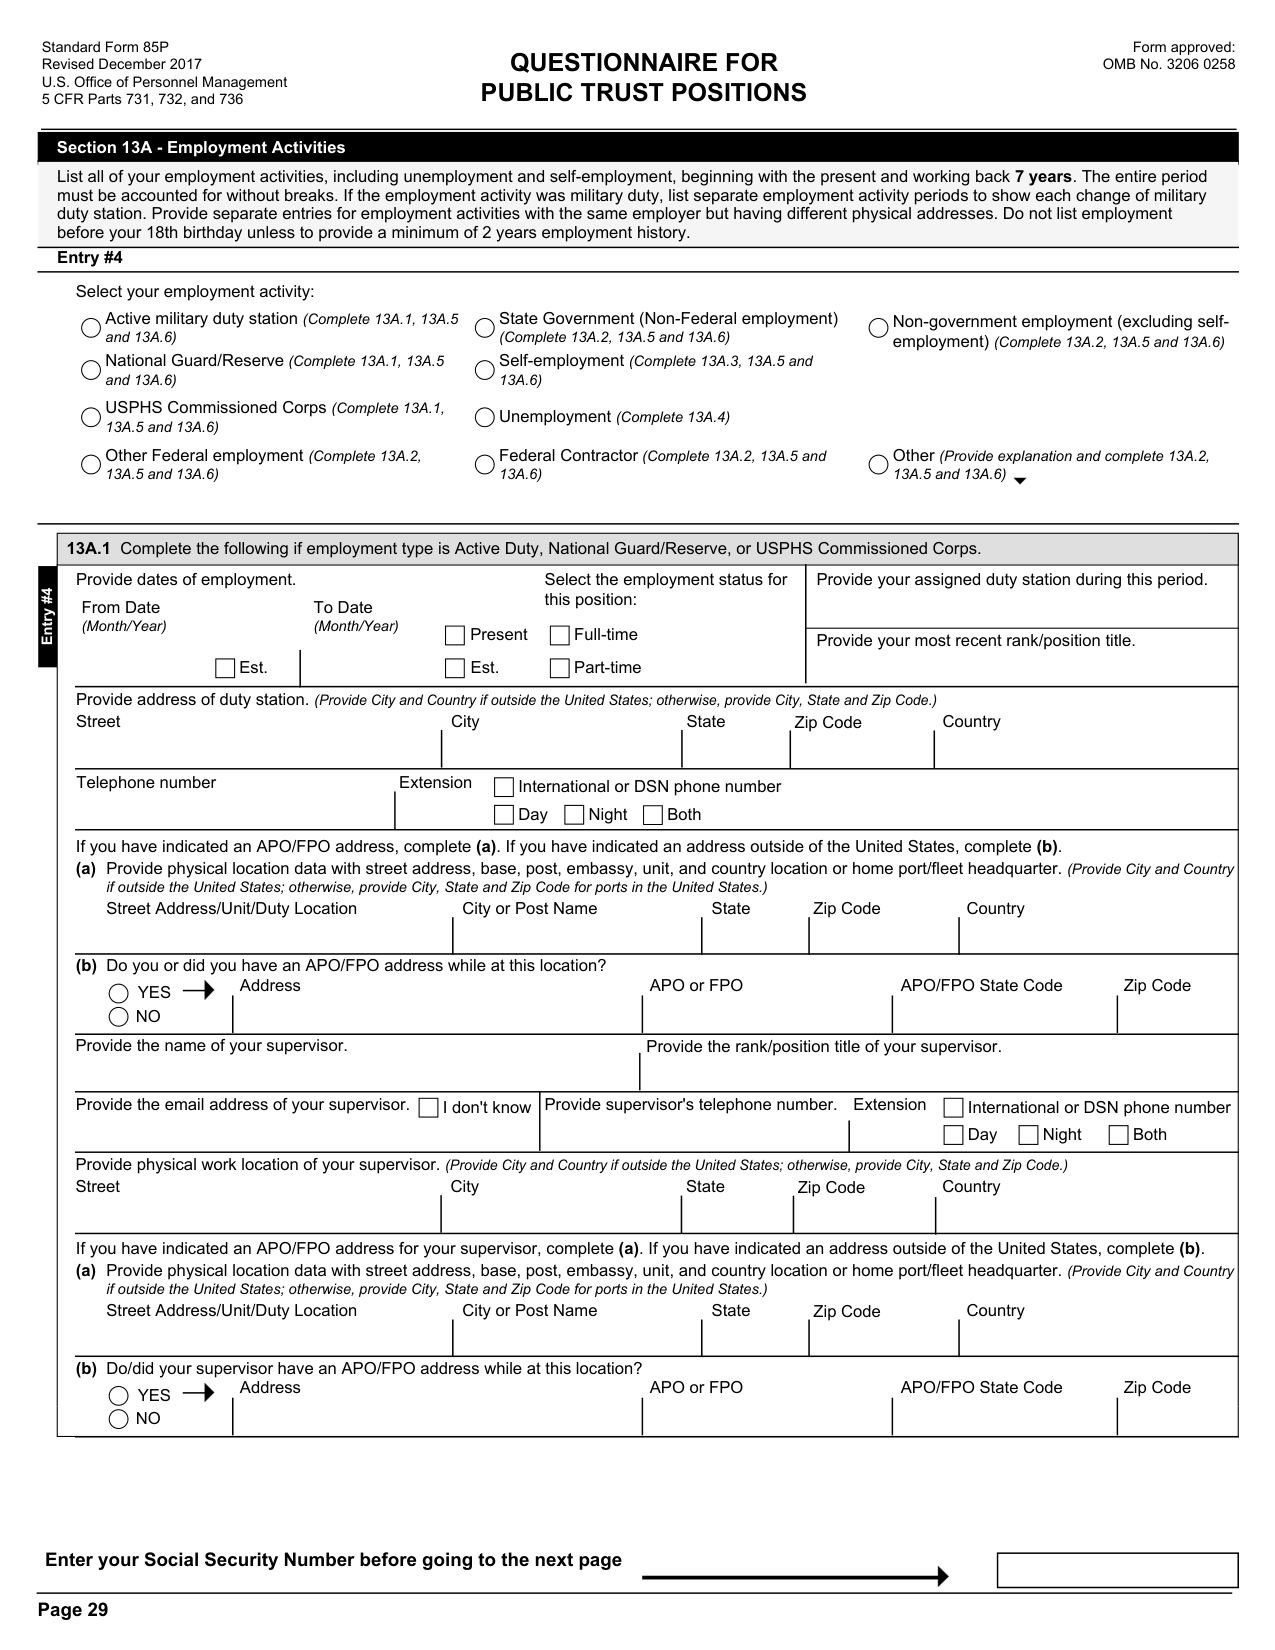 Standard Form 85P
Revised December 2017
U.S. Office of Personnel Management
5 CFR Parts 731, 732, and 736
QUESTIONNAIRE FOR
PUBLIC TRUST POSITIONS
Form approved:
OMB No. 3206 0258
Section 13A - Employment Activities
List all of your employment activities, including unemployment and self-employment, beginning with the present and working back 7 years. The entire period
must be accounted for without breaks. If the employment activity was military duty, list separate employment activity periods to show each change of military
duty station. Provide separate entries for employment activities with the same employer but having different physical addresses. Do not list employment
before your 18th birthday unless to provide a minimum of 2 years employment history.
Entry #4
Select your employment activity:
Active military duty station (Complete 13A.1, 13A.5
and 13A.6)
State Government (Non-Federal employment)
(Complete 13A.2, 13A.5 and 13A.6)
Non-government employment (excluding self-
employment) (Complete 13A.2, 13A.5 and 13A.6)
National Guard/Reserve (Complete 13A.1, 13A.5
and 13A.6)
Self-employment (Complete 13A.3, 13A.5 and
13A.6)
USPHS Commissioned Corps (Complete 13A.1,
13A.5 and 13A.6)
Unemployment (Complete 13A.4)
Other Federal employment (Complete 13A.2,
13A.5 and 13A.6)
Federal Contractor (Complete 13A.2, 13A.5 and
13A.6)
Other (Provide explanation and complete 13A.2,
13A.5 and 13A.6)
13A.1 Complete the following if employment type is Active Duty, National Guard/Reserve, or USPHS Commissioned Corps.
Entry #4
Provide dates of employment.
From Date
(Month/Year)
Est.
To Date
(Month/Year)
Present
Est.
Select the employment status for
this position:
Full-time
Part-time
Provide your assigned duty station during this period.
Provide your most recent rank/position title.
Provide address of duty station. (Provide City and Country if outside the United States; otherwise, provide City, State and Zip Code.)
Street City State Zip Code Country
Telephone number Extension International or DSN phone number
Day Night Both
If you have indicated an APO/FPO address, complete (a). If you have indicated an address outside of the United States, complete (b).
(a) Provide physical location data with street address, base, post, embassy, unit, and country location or home port/fleet headquarter. (Provide City and Country
if outside the United States; otherwise, provide City, State and Zip Code for ports in the United States.)
Street Address/Unit/Duty Location City or Post Name State Zip Code Country
(b) Do you or did you have an APO/FPO address while at this location?
YES Address APO or FPO APO/FPO State Code Zip Code
NO
Provide the name of your supervisor. Provide the rank/position title of your supervisor.
Provide the email address of your supervisor. I don't know Provide supervisor's telephone number. Extension International or DSN phone number
Day Night Both
Provide physical work location of your supervisor. (Provide City and Country if outside the United States; otherwise, provide City, State and Zip Code.)
Street City State Zip Code Country
If you have indicated an APO/FPO address for your supervisor, complete (a). If you have indicated an address outside of the United States, complete (b).
(a) Provide physical location data with street address, base, post, embassy, unit, and country location or home port/fleet headquarter. (Provide City and Country
if outside the United States; otherwise, provide City, State and Zip Code for ports in the United States.)
Street Address/Unit/Duty Location City or Post Name State Zip Code Country
(b) Do/did your supervisor have an APO/FPO address while at this location?
YES Address APO or FPO APO/FPO State Code Zip Code
NO
Enter your Social Security Number before going to the next page
Page 29